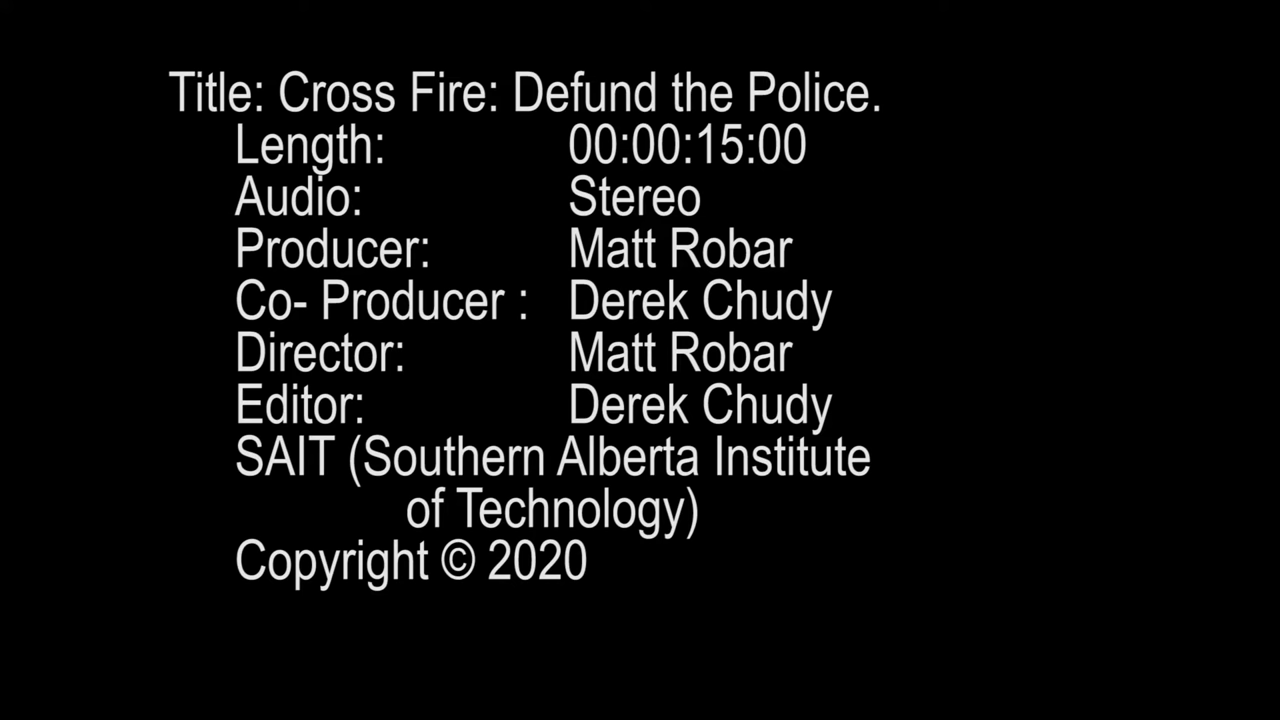 Title: Cross Fire: Defund the Police.
Length: 00:00:15:00
Audio: Stereo
Producer: Matt Robar
Co- Producer : Derek Chudy
Director: Matt Robar
Editor: Derek Chudy
SAIT (Southern Alberta Institute
of Technology)
Copyright © 2020